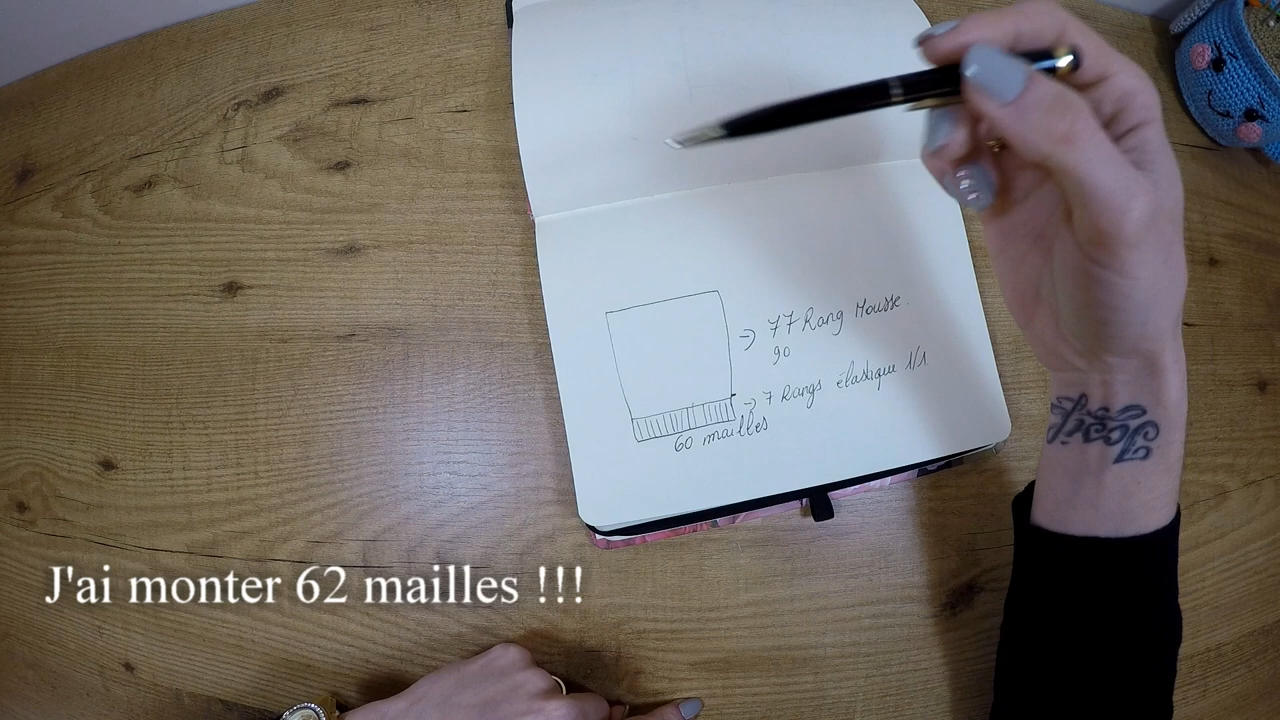 77 Rang Mousse.
90
7 Rangs élastique 1/1
60 mailles
J'ai monter 62 mailles !!!